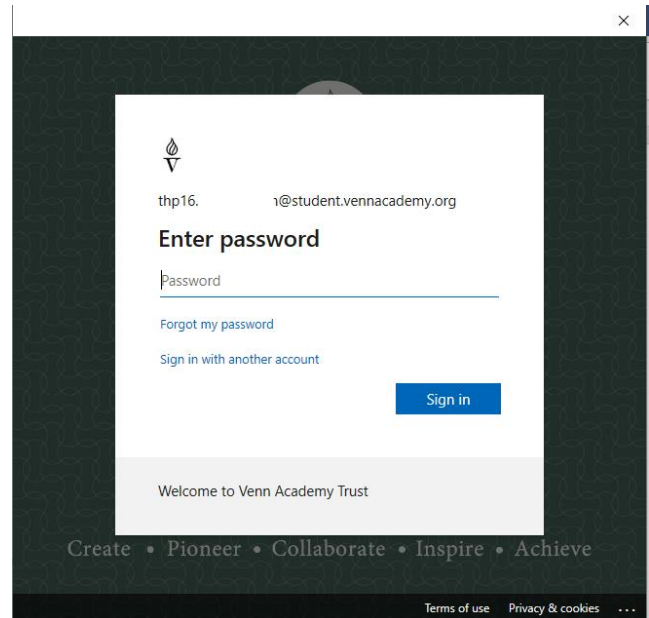 V
thp16. n@student.vennacademy.org
Enter password
Password
Forgot my password
Sign in with another account
Sign in
Welcome to Venn Academy Trust
Create • Pioneer • Collaborate • Inspire • Achieve
Terms of use Privacy & cookies ...